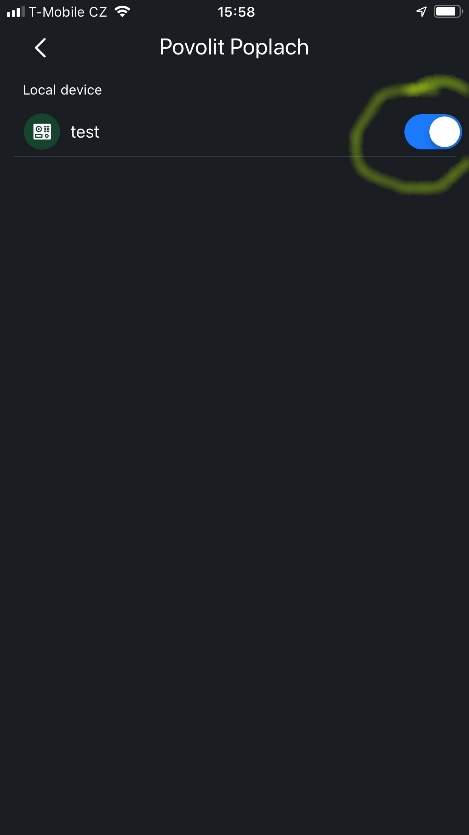 T-Mobile CZ 15:58
Povolit Poplach
Local device
test